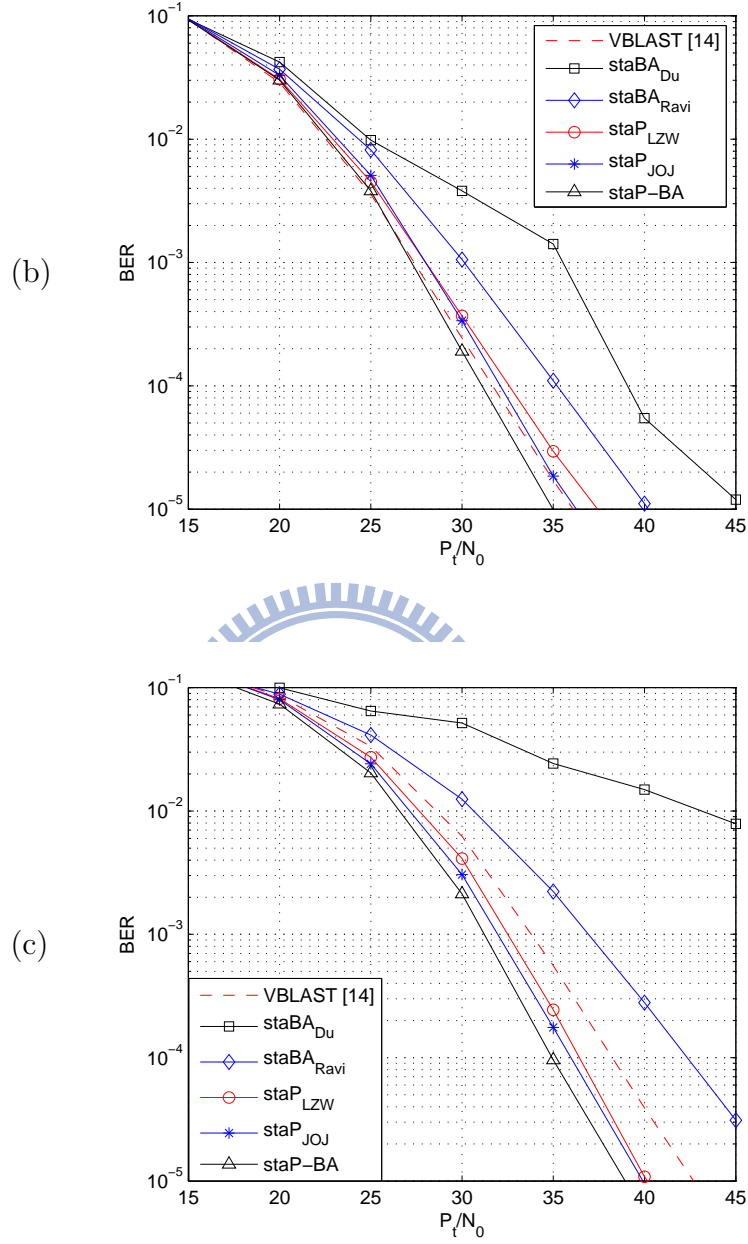 (b)
BER
10^-1
10^-2
10^-3
10^-4
10^-5
15 20 25 30 35 40 45
P_t/N_0
VBLAST [14]
staBA_Du
staBA_Ravi
staP_LZW
staP_JOJ
staP-BA
(c)
BER
10^-1
10^-2
10^-3
10^-4
10^-5
15 20 25 30 35 40 45
P_t/N_0
VBLAST [14]
staBA_Du
staBA_Ravi
staP_LZW
staP_JOJ
staP-BA